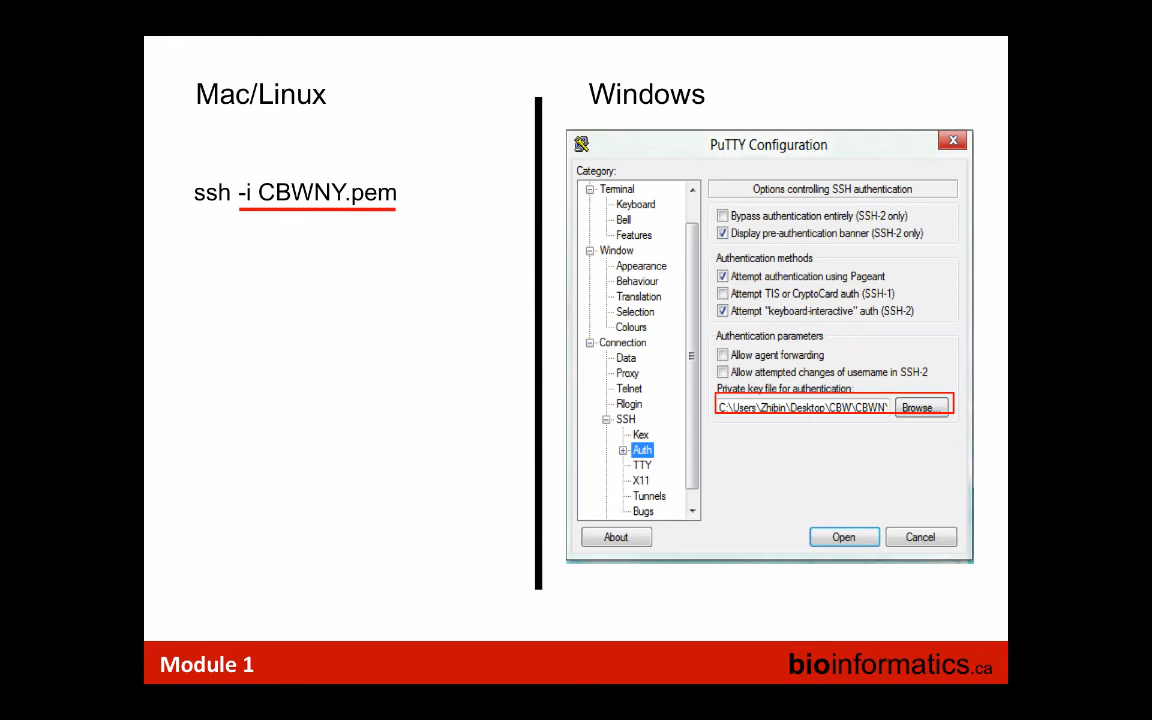 Mac/Linux
ssh -i CBWNY.pem
Windows
PuTTY Configuration
Category:
Terminal
Keyboard
Bell
Features
Window
Appearance
Behaviour
Translation
Selection
Colours
Connection
Data
Proxy
Telnet
Rlogin
SSH
Kex
Auth
TTY
X11
Tunnels
Bugs
Options controlling SSH authentication
Bypass authentication entirely (SSH-2 only)
Display pre-authentication banner (SSH-2 only)
Authentication methods
Attempt authentication using Pageant
Attempt TIS or CryptoCard auth (SSH-1)
Attempt "keyboard-interactive" auth (SSH-2)
Authentication parameters
Allow agent forwarding
Allow attempted changes of username in SSH-2
Private key file for authentication:
C:\Users\Zhibin\Desktop\CBW\CBWN
Browse...
About
Open
Cancel
Module 1
bioinformatics.ca